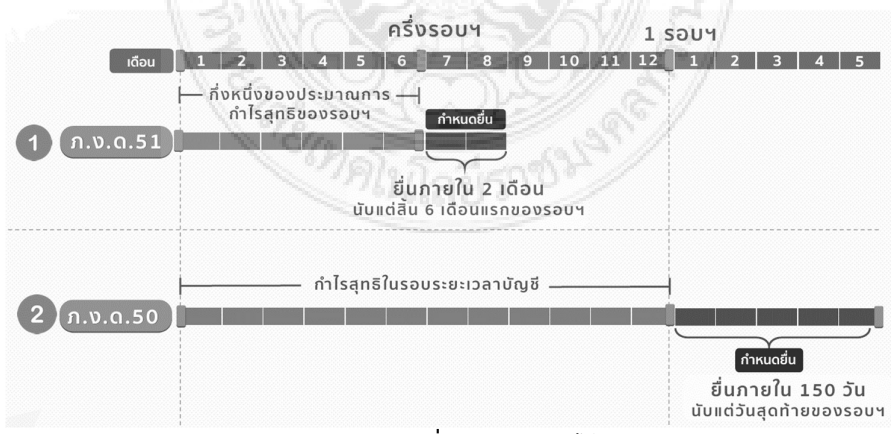 ครึ่งรอบฯ
1 รอบฯ
เดือน 1 2 3 4 5 6 7 8 9 10 11 12 1 2 3 4 5
กึ่งหนึ่งของประมาณการ
กำไรสุทธิของรอบฯ
กำหนดยื่น
1 ภ.ง.ด.51
ยื่นภายใน 2 เดือน
นับแต่สิ้น 6 เดือนแรกของรอบฯ
กำไรสุทธิในรอบระยะเวลาบัญชี
2 ภ.ง.ด.50
กำหนดยื่น
ยื่นภายใน 150 วัน
นับแต่วันสุดท้ายของรอบฯ